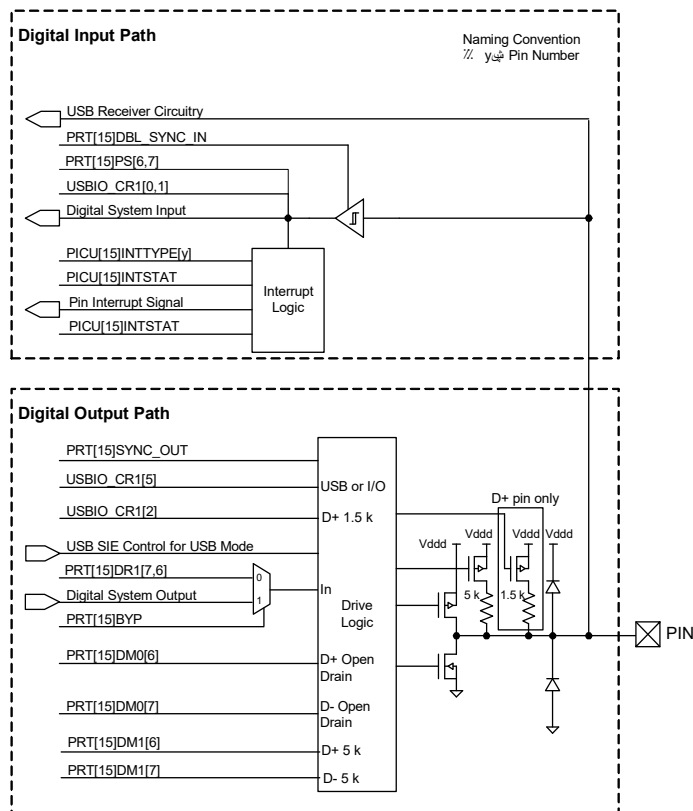 Digital Input Path
Naming Convention
y Pin Number
USB Receiver Circuitry
PRT[15]DBL_SYNC_IN
PRT[15]PS[6,7]
USBIO_CR1[0,1]
Digital System Input
PICU[15]INTTYPE[y]
PICU[15]INTSTAT
Pin Interrupt Signal
PICU[15]INTSTAT
Interrupt
Logic
Digital Output Path
PRT[15]SYNC_OUT
USBIO_CR1[5]
USBIO_CR1[2]
USB SIE Control for USB Mode
PRT[15]DR1[7,6]
Digital System Output
PRT[15]BYP
0
1
PRT[15]DM0[6]
PRT[15]DM0[7]
PRT[15]DM1[6]
PRT[15]DM1[7]
USB or I/O
D+ 1.5 k
In
Drive
Logic
D+ Open
Drain
D- Open
Drain
D+ 5 k
D- 5 k
D+ pin only
Vddd
Vddd
Vddd
Vddd
5 k
1.5 k
PIN